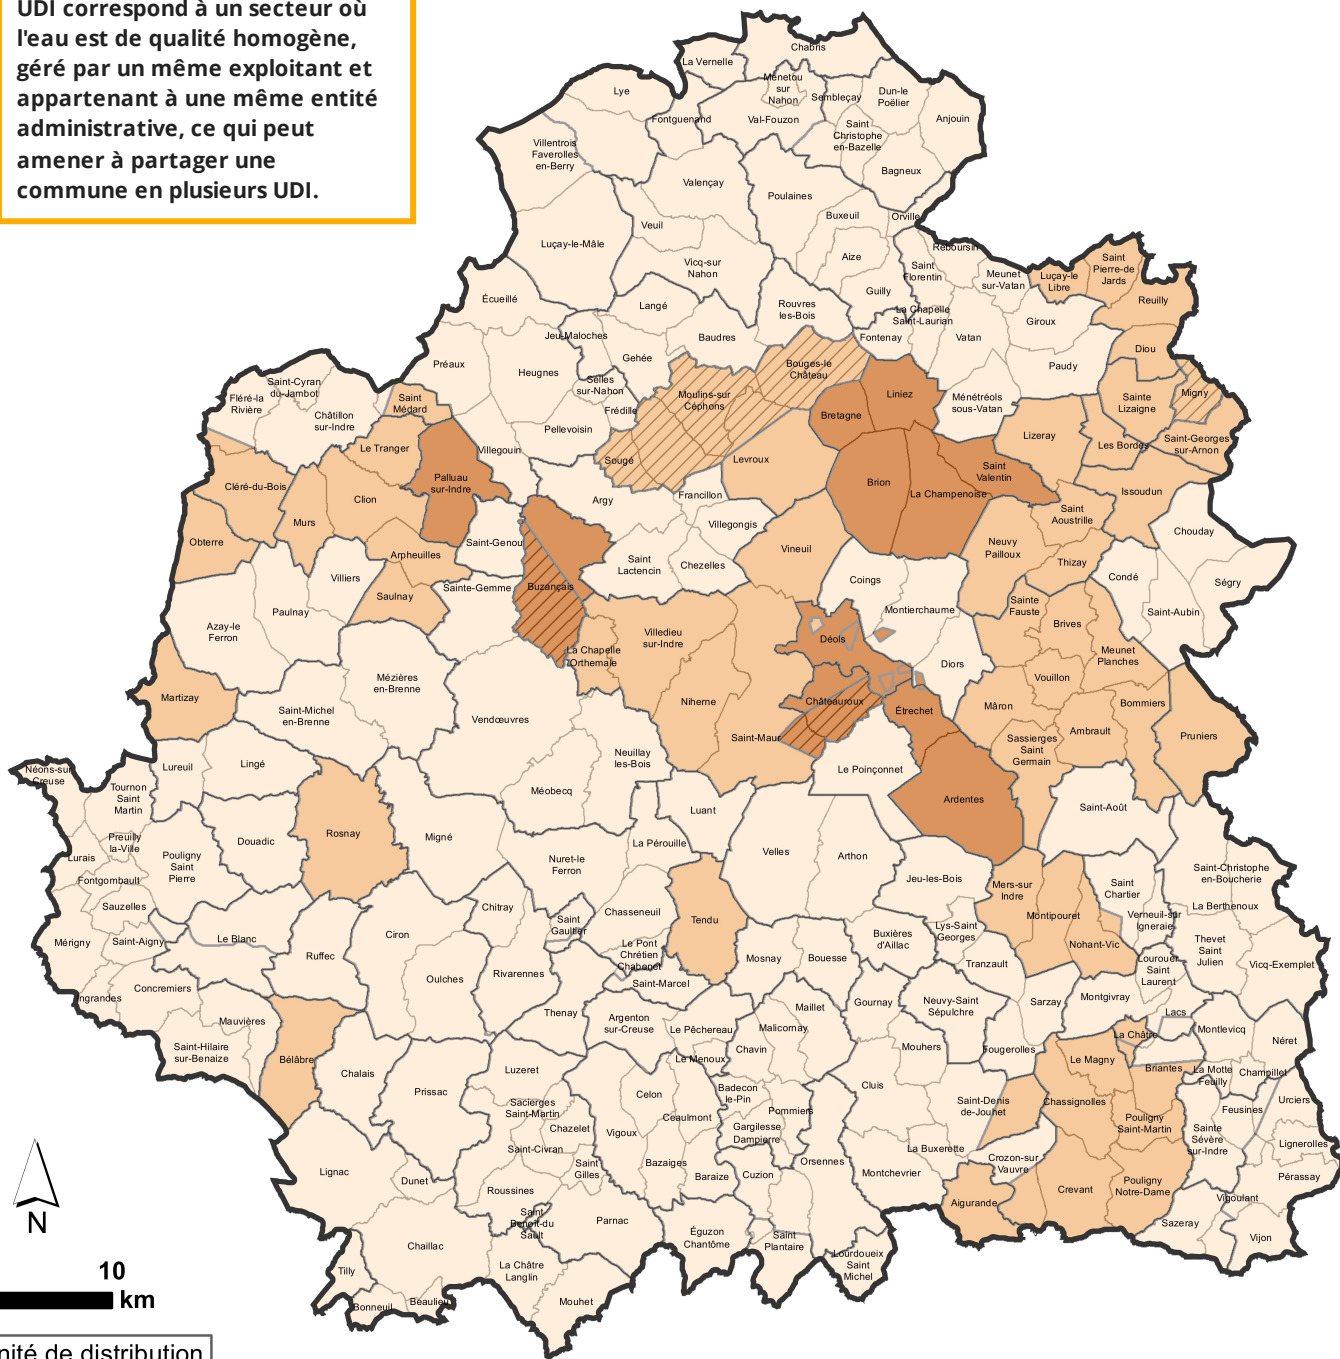 UDI correspond à un secteur où
l'eau est de qualité homogène,
géré par un même exploitant et
appartenant à une même entité
administrative, ce qui peut
amener à partager une
commune en plusieurs UDI.
Chabris
La Vernelle
Menetou
sur
Nahon
Lye
Sembleçay
Dun-le
Poëlier
Fontguenand
Val-Fouzon
Anjouin
Saint
Christophe
en-Bazelle
Villentrois
Faverolles
en-Berry
Bagneux
Valençay
Poulaines
Buxeuil
Orville
Veuil
Luçay-le-Mâle
Reboursin
Aize
Vicq-sur
Nahon
Saint
Florentin
Meunet
sur-Vatan
Luçay-le
Libre
Saint
Pierre-de
Jards
Guilly
Reuilly
Écueillé
Langé
Rouvres
les-Bois
La Chapelle
Saint-Laurian
Giroux
Jeu-Maloches
Baudres
Fontenay
Vatan
Diou
Gehée
Préaux
Heugnes
Bouges-le
Château
Paudy
Selles
sur-Nahon
Saint-Cyran
du-Jambot
Fléré-la
Rivière
Saint
Médard
Moulins-sur
Céphons
Liniez
Ménétréols
sous-Vatan
Sainte
Lizaigne
Migny
Frédille
Bretagne
Châtillon
sur-Indre
Pellevoisin
Lizeray
Les Bordes
Saint-Georges
sur-Arnon
Le Tranger
Villegouin
Sougé
Levroux
Saint
Valentin
Palluau
sur-Indre
Cléré-du-Bois
Clion
Argy
Francillon
Brion
La Champenoise
Issoudun
Murs
Villegongis
Saint
Aoustrille
Chouday
Obterre
Saint-Genou
Arpheuilles
Vineuil
Neuvy
Pailloux
Saint
Lactencin
Chezelles
Thizay
Condé
Ségry
Villiers
Saulnay
Sainte-Gemme
Buzançais
Coings
Montierchaume
Sainte
Fauste
Saint-Aubin
Paulnay
Brives
Azay-le
Ferron
Villedieu
sur-Indre
Déols
La Chapelle
Orthemale
Meunet
Planches
Diors
Vouillon
Mézières
en-Brenne
Martizay
Niherne
Châteauroux
Étrechet
Mâron
Bommiers
Saint-Michel
en-Brenne
Vendœuvres
Saint-Maur
Sassierges
Saint
Germain
Ambrault
Pruniers
Neuillay
les-Bois
Lureuil
Lingé
Le Poinçonnet
Néons-sur
Creuse
Tournon
Saint
Martin
Méobecq
Luant
Ardentes
Saint-Août
Rosnay
Migné
La Pérouille
Preuilly
la-Ville
Douadic
Velles
Arthon
Lurais
Pouligny
Saint
Pierre
Nuret-le
Ferron
Saint-Christophe
en-Boucherie
Fontgombault
Jeu-les-Bois
Mers-sur
Indre
Saint
Chartier
Sauzelles
Chitray
Chasseneuil
Tendu
Montipouret
La Berthenoux
Saint
Gaultier
Verneuil-sur
Igneraie
Lys-Saint
Georges
Mérigny
Saint-Aigny
Le Blanc
Ciron
Buxières
d'Aillac
Nohant-Vic
Thevet
Saint
Julien
Le Pont
Chrétien
Chabenet
Ruffec
Mosnay
Bouesse
Tranzault
Vicq-Exemplet
Oulches
Rivarennes
Lourouer
Saint
Laurent
Ingrandes
Concremiers
Saint-Marcel
Montgivray
Gournay
Neuvy-Saint
Sépulchre
Sarzay
Maillet
Thenay
Lacs
Mauvières
Argenton
sur-Creuse
Le Pêchereau
Malicornay
Montlevicq
La Châtre
Saint-Hilaire
sur-Benaize
Bélâbre
Le Menoux
Chavin
Mouhers
Fougerolles
Le Magny
Néret
Chalais
Luzeret
Briantes
La Motte
Feuilly
Champillet
Prissac
Celon
Badecon
le-Pin
Cluis
Saint-Denis
de-Jouhet
Chassignolles
Urciers
Sacierges
Saint-Martin
Pommiers
Feusines
Ceaulmont
Gargilesse
Dampierre
Pouligny
Saint-Martin
Chazelet
Vigoux
Sainte
Sévère
sur-Indre
Saint-Civran
La Buxerette
Lignerolles
Lignac
Saint
Gilles
Bazaiges
Orsennes
Crozon-sur
Vauvre
Dunet
Baraize
Cuzion
Montchevrier
Pérassay
Roussines
Crevant
Pouligny
Notre-Dame
Aigurande
Vigoulant
Saint
Benoît-du
Sault
Parnac
Sazeray
Éguzon
Chantôme
Saint
Plantaire
Vijon
Chaillac
Lourdoueix
Saint
Michel
Tilly
La Châtre
Langlin
Bonneuil
Beaulieu
Mouhet
N
10
km
nité de distribution